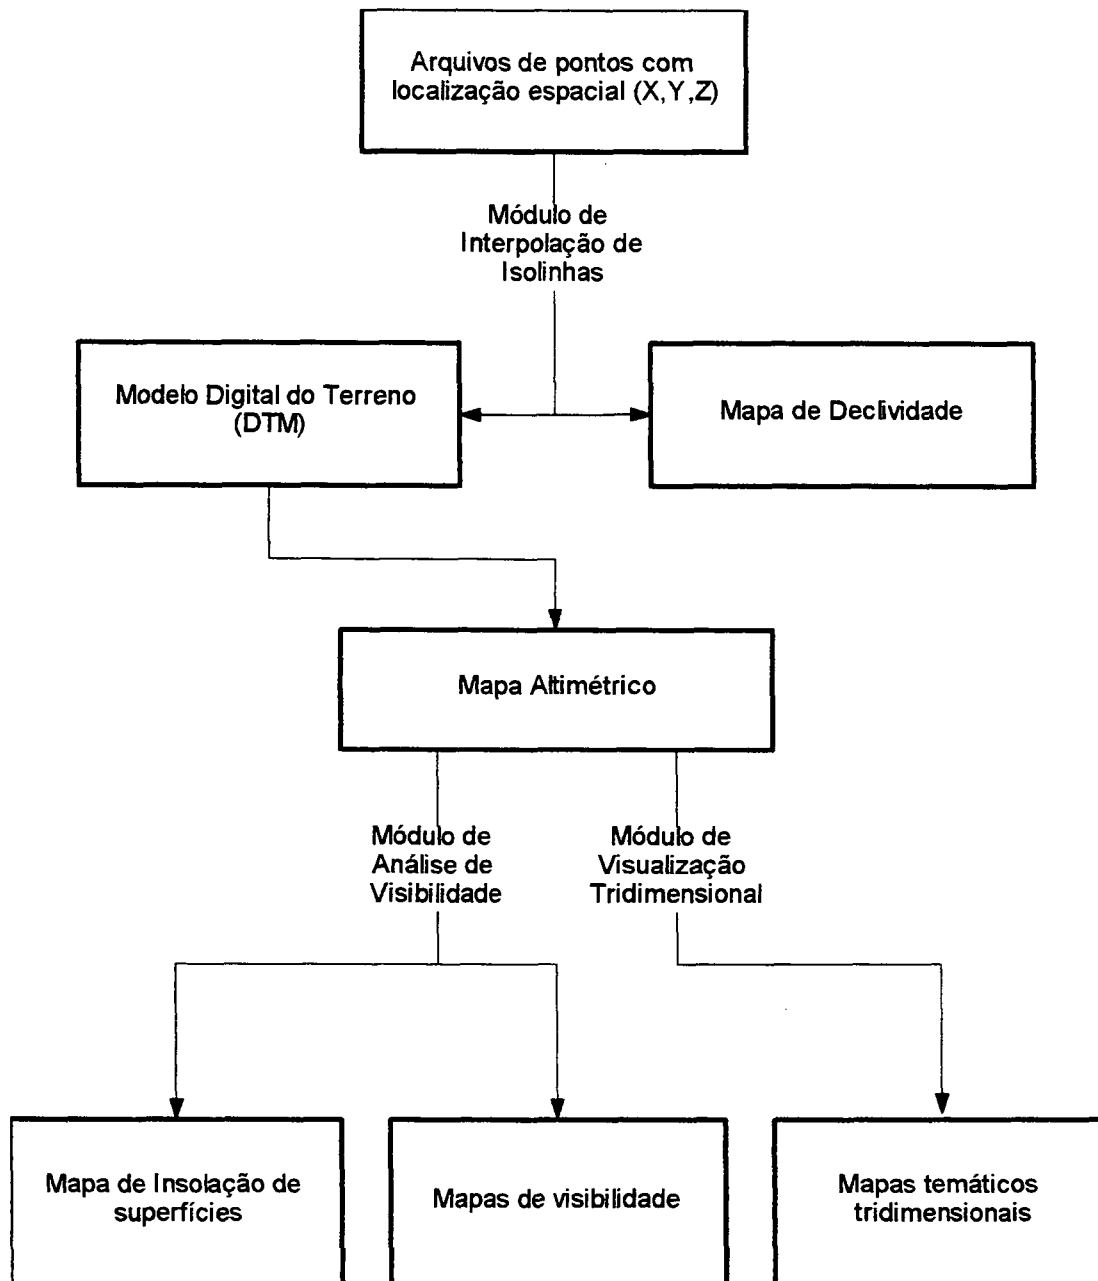 Arquivos de pontos com
localização espacial (X,Y,Z)
Módulo de
Interpolação de
Isolinhas
Modelo Digital do Terreno
(DTM)
Mapa de Declividade
Mapa Altimétrico
Módulo de
Análise de
Visibilidade
Módulo de
Visualização
Tridimensional
Mapa de Insolação de
superfícies
Mapas de visibilidade
Mapas temáticos
tridimensionais